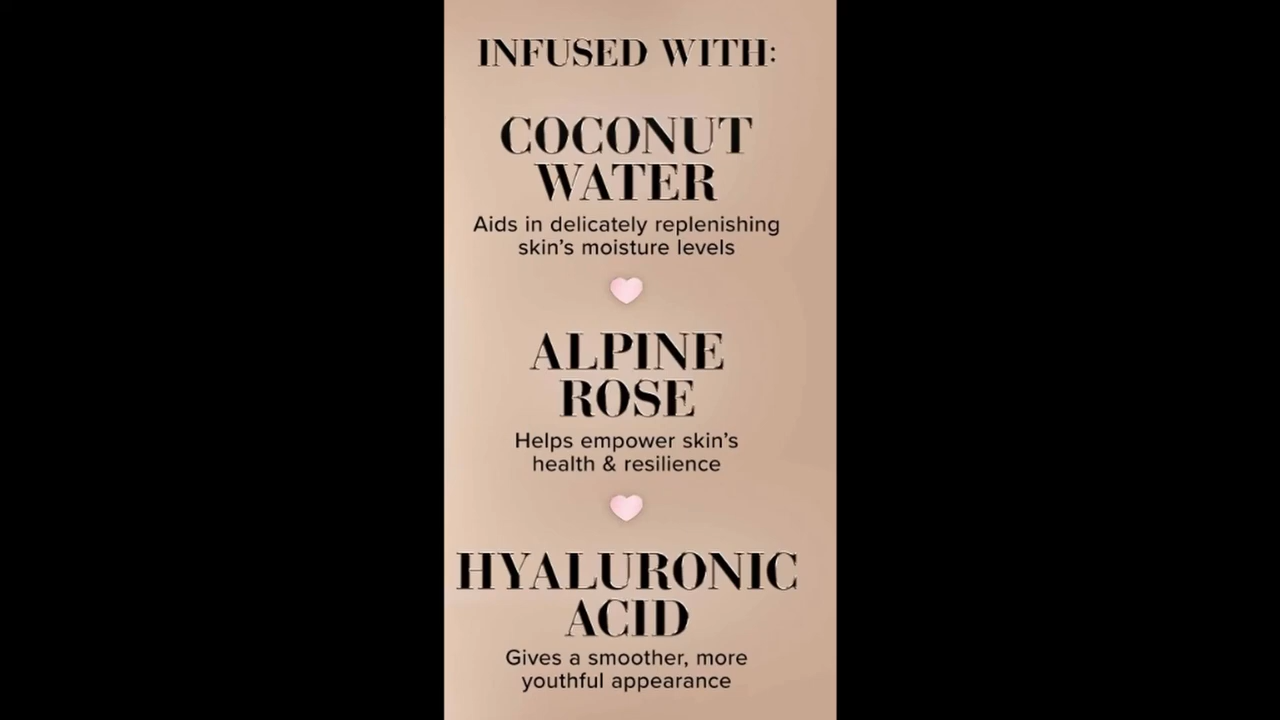 INFUSED WITH:
COCONUT
WATER
Aids in delicately replenishing
skin's moisture levels
ALPINE
ROSE
Helps empower skin's
health & resilience
HYALURONIC
ACID
Gives a smoother, more
youthful appearance